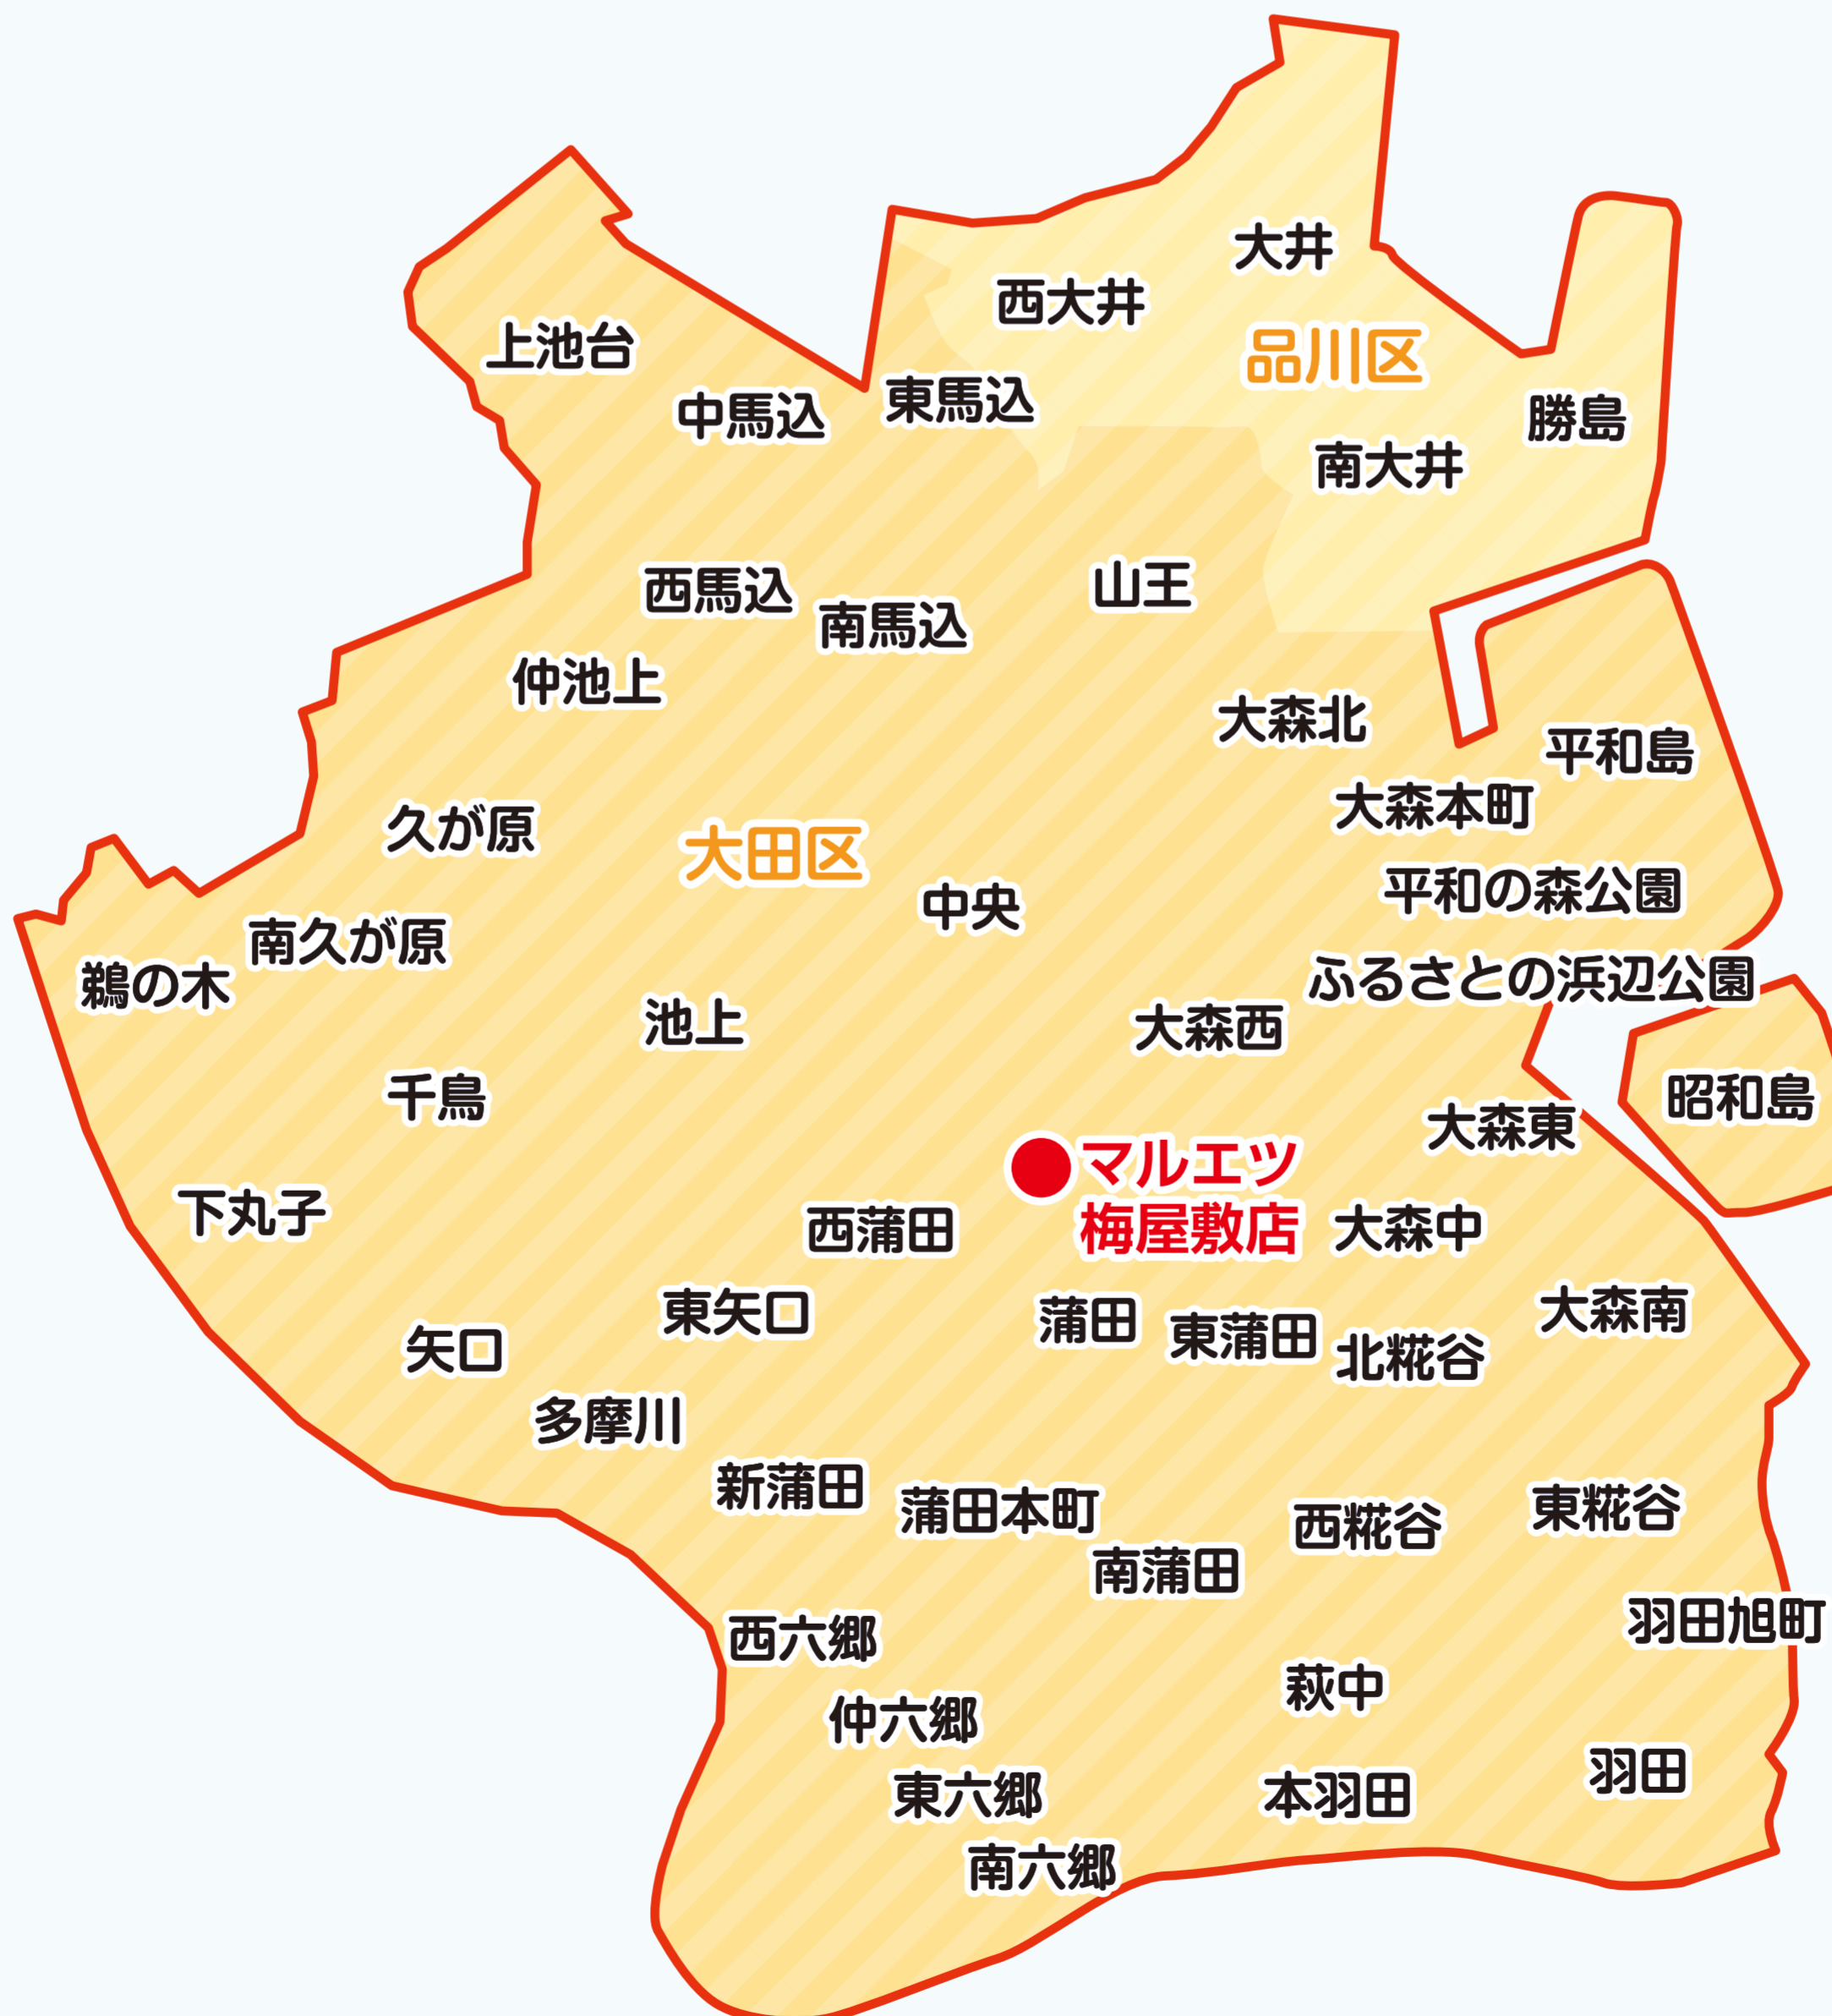 大井
西大井
品川区
上池台
東馬込
中馬込
勝島
南大井
山王
西馬込
南馬込
仲池上
大森北
平和島
大森本町
久が原
大田区
平和の森公園
中央
南久が原
ふるさとの浜辺公園
鵜の木
池上
大森西
千鳥
昭和島
大森東
マルエツ
梅屋敷店
下丸子
西蒲田
大森中
東矢口
大森南
蒲田
東蒲田
矢口
北糀谷
多摩川
新蒲田
蒲田本町
東糀谷
西糀谷
南蒲田
羽田旭町
西六郷
萩中
仲六郷
羽田
東六郷
本羽田
南六郷